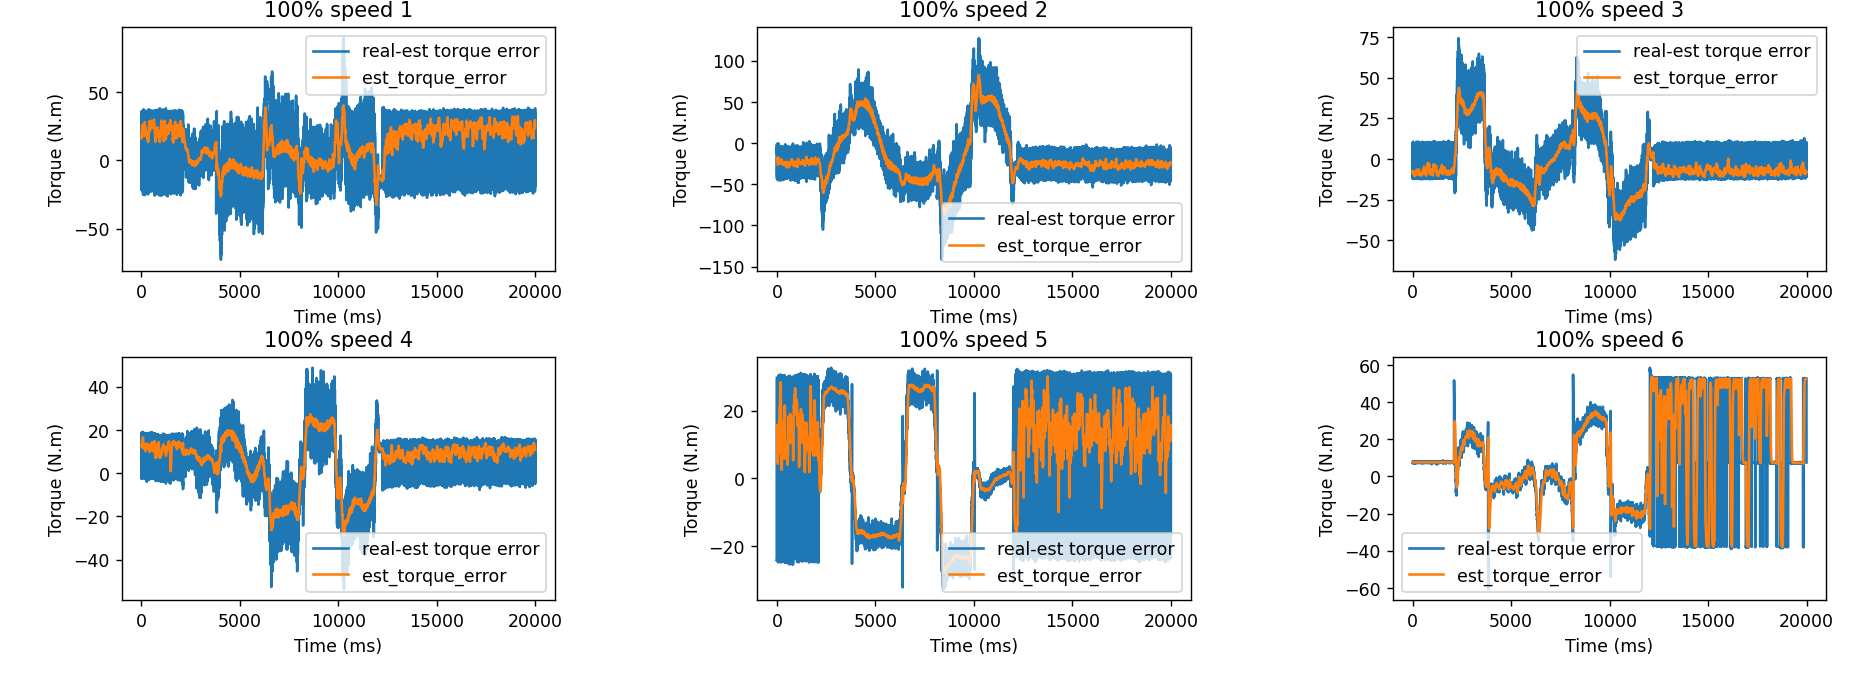 100% speed 1
real-est torque error
est_torque_error
Torque (N.m)
50
0
−50
0 5000 10000 15000 20000
Time (ms)
100% speed 2
real-est torque error
est_torque_error
Torque (N.m)
100
50
0
−50
−100
−150
0 5000 10000 15000 20000
Time (ms)
100% speed 3
real-est torque error
est_torque_error
Torque (N.m)
75
50
25
0
−25
−50
0 5000 10000 15000 20000
Time (ms)
100% speed 4
real-est torque error
est_torque_error
Torque (N.m)
40
20
0
−20
−40
0 5000 10000 15000 20000
Time (ms)
100% speed 5
real-est torque error
est_torque_error
Torque (N.m)
20
0
−20
0 5000 10000 15000 20000
Time (ms)
100% speed 6
real-est torque error
est_torque_error
Torque (N.m)
60
40
20
0
−20
−40
−60
0 5000 10000 15000 20000
Time (ms)